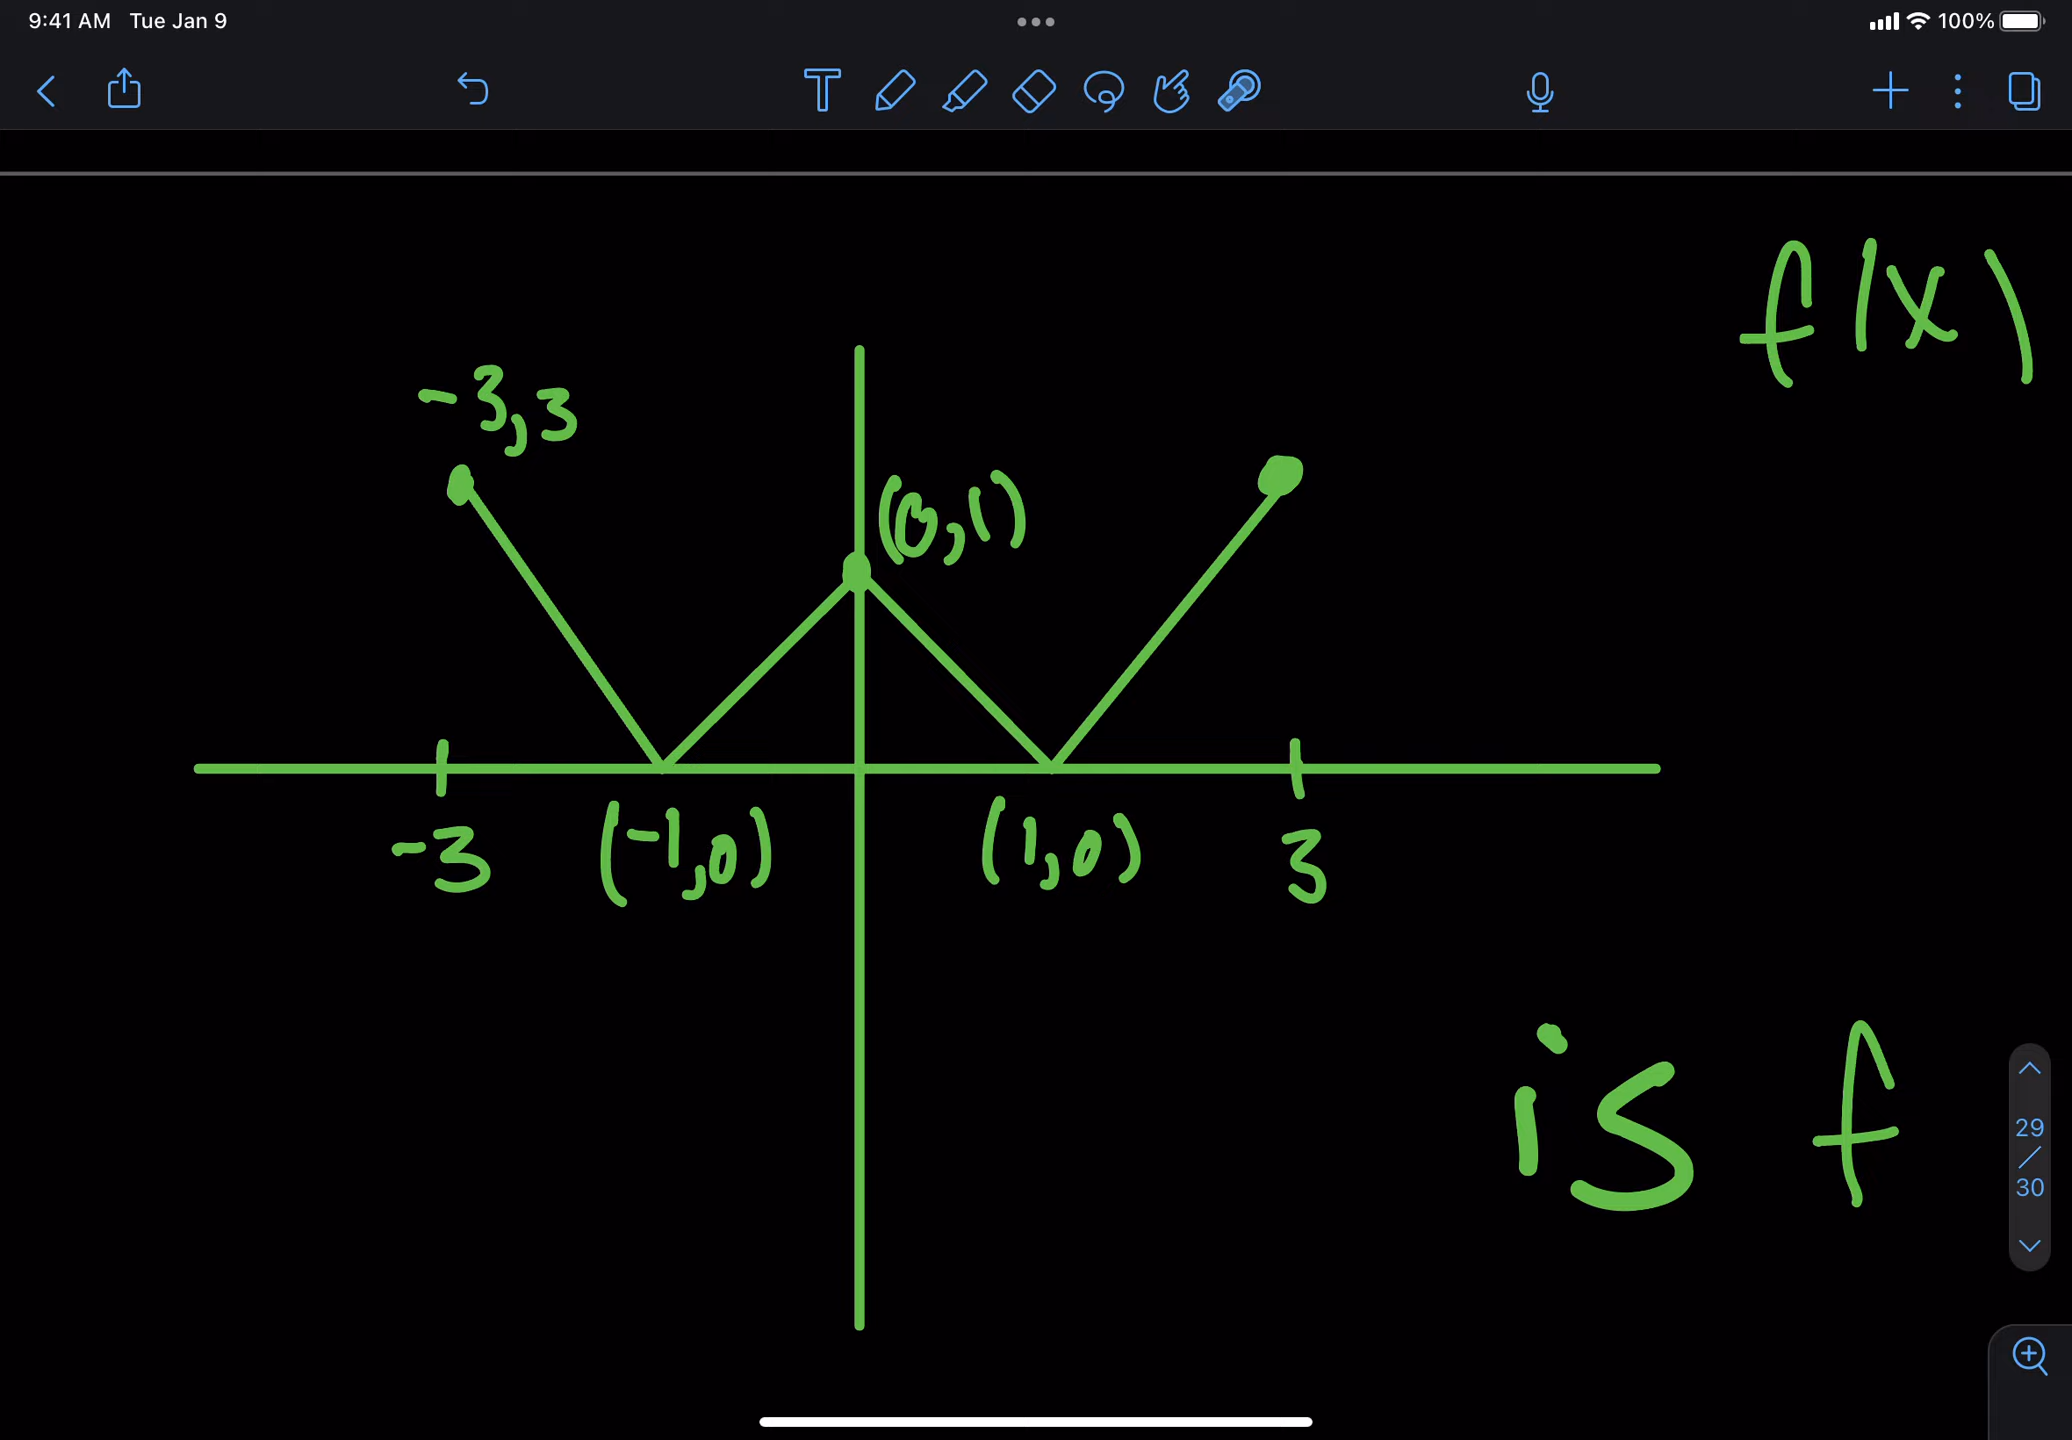 9:41 AM Tue Jan 9
100%
T
f(x)
-3,3
(0,1)
-3 (-1,0) (1,0) 3
is f
29
/
30